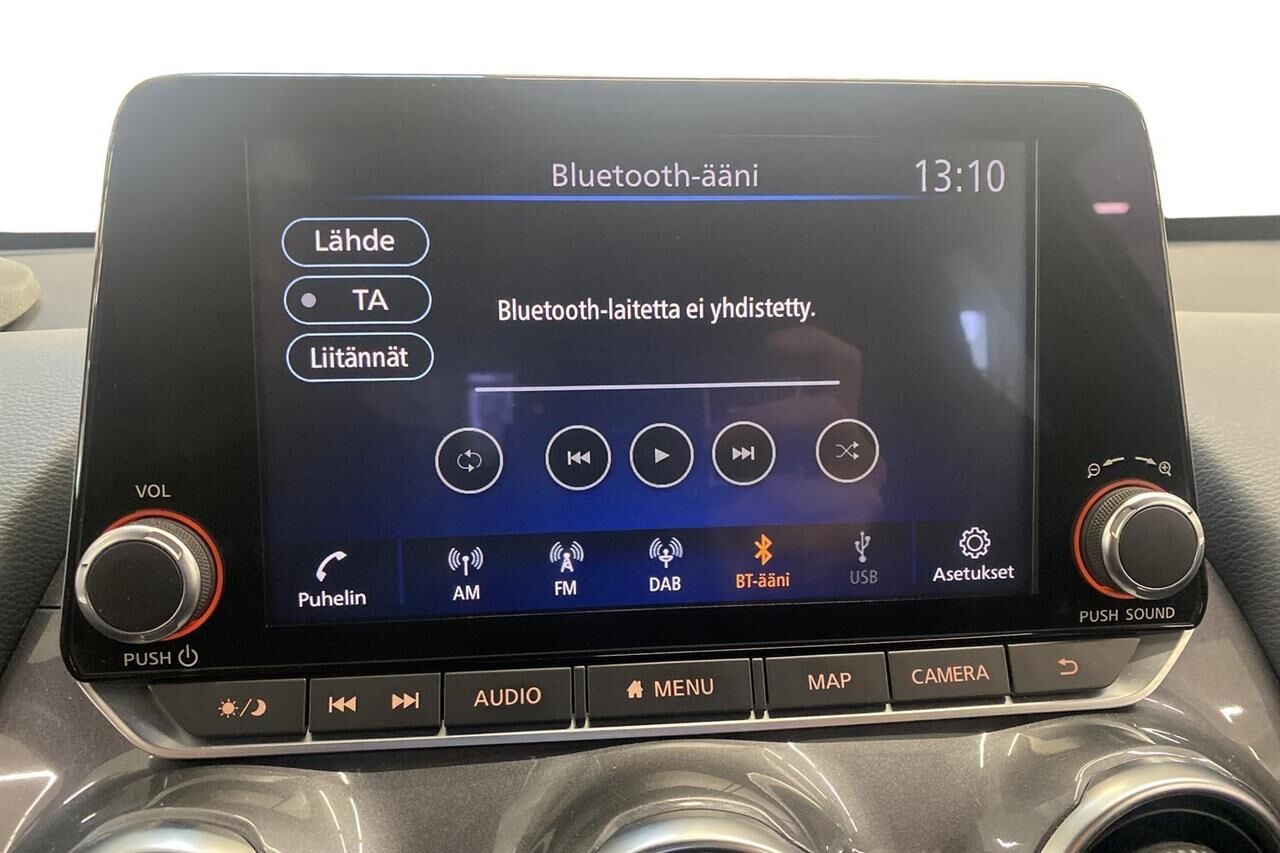 Bluetooth-ääni
13:10
Lähde
TA
Bluetooth-laitetta ei yhdistetty.
Liitännät
VOL
Puhelin
AM
FM
DAB
BT-ääni
USB
Asetukset
PUSH
PUSH SOUND
AUDIO
MENU
MAP
CAMERA